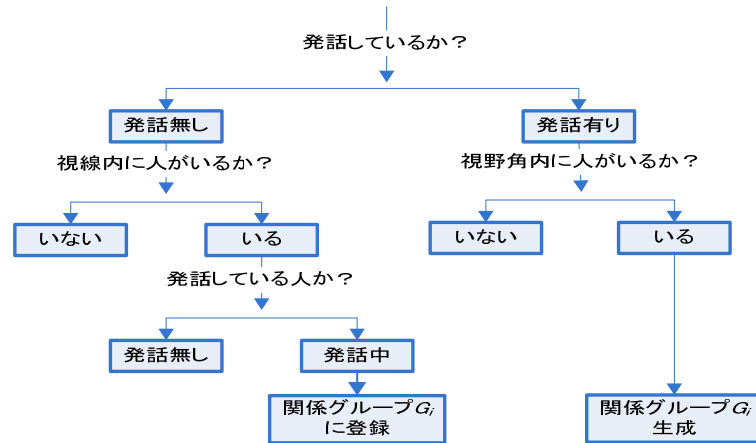 発話しているか？
発話無し
発話有り
視線内に人がいるか？
視野角内に人がいるか？
いない
いる
いない
いる
発話している人か？
発話無し
発話中
関係グループGi
に登録
関係グループGi
生成